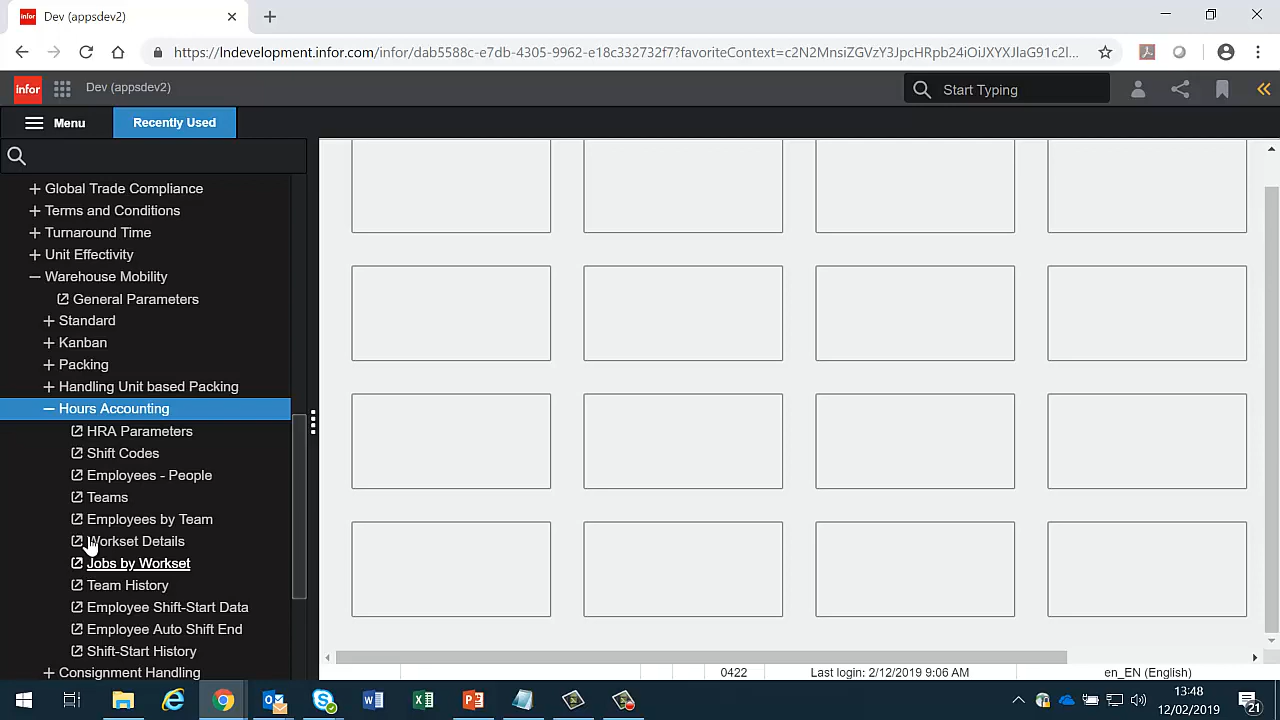 infor
Dev (appsdev2)
https://lndevelopment.infor.com/infor/dab5588c-e7db-4305-9962-e18c332732f7?favoriteContext=c2N2MnsiZGVzY3JpcHRpb24iOiJXYXJlaG91c2l...
infor
Dev (appsdev2)
Start Typing
Menu
Recently Used
Global Trade Compliance
Terms and Conditions
Turnaround Time
Unit Effectivity
Warehouse Mobility
General Parameters
Standard
Kanban
Packing
Handling Unit based Packing
Hours Accounting
HRA Parameters
Shift Codes
Employees - People
Teams
Employees by Team
Workset Details
Jobs by Workset
Team History
Employee Shift-Start Data
Employee Auto Shift End
Shift-Start History
Consignment Handling
0422
Last login: 2/12/2019 9:06 AM
en_EN (English)
13:48
12/02/2019
21